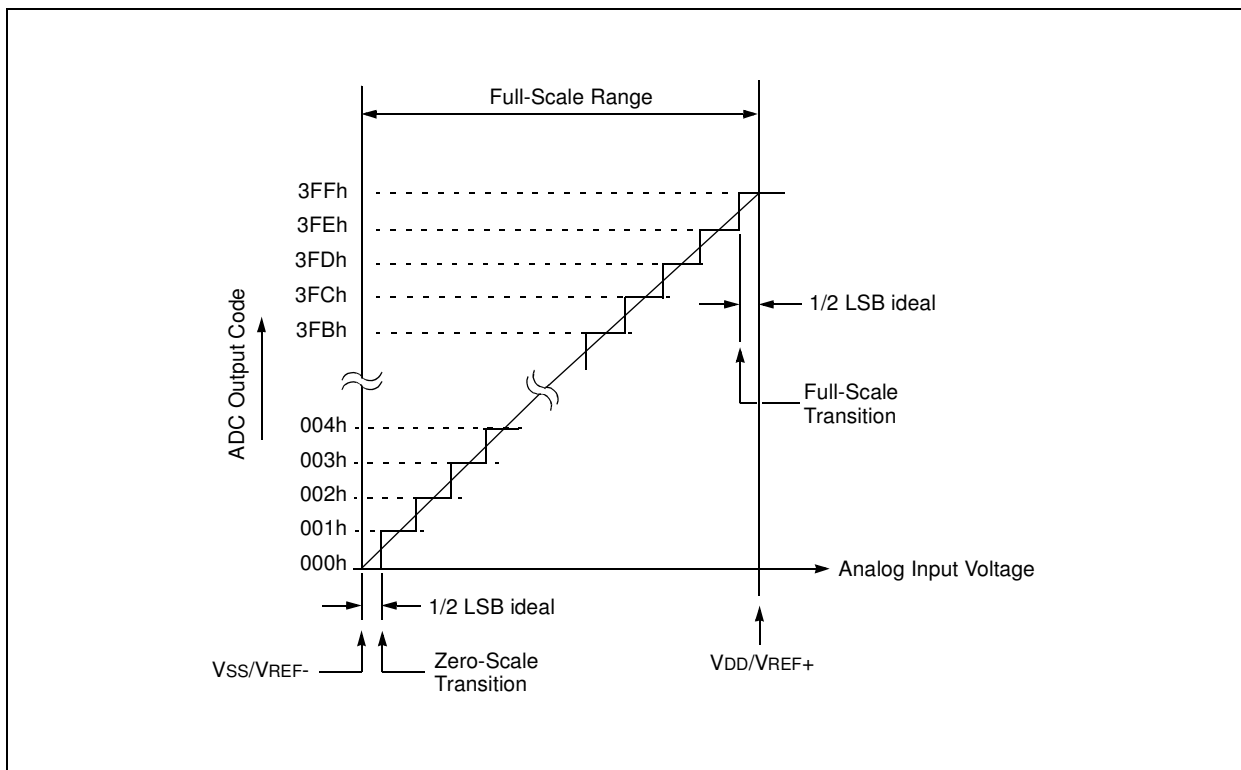 Full-Scale Range
3FFh
3FEh
3FDh
3FCh
3FBh
1/2 LSB ideal
ADC Output Code
Full-Scale
Transition
004h
003h
002h
001h
000h
Analog Input Voltage
1/2 LSB ideal
VSS/VREF-
Zero-Scale
Transition
VDD/VREF+